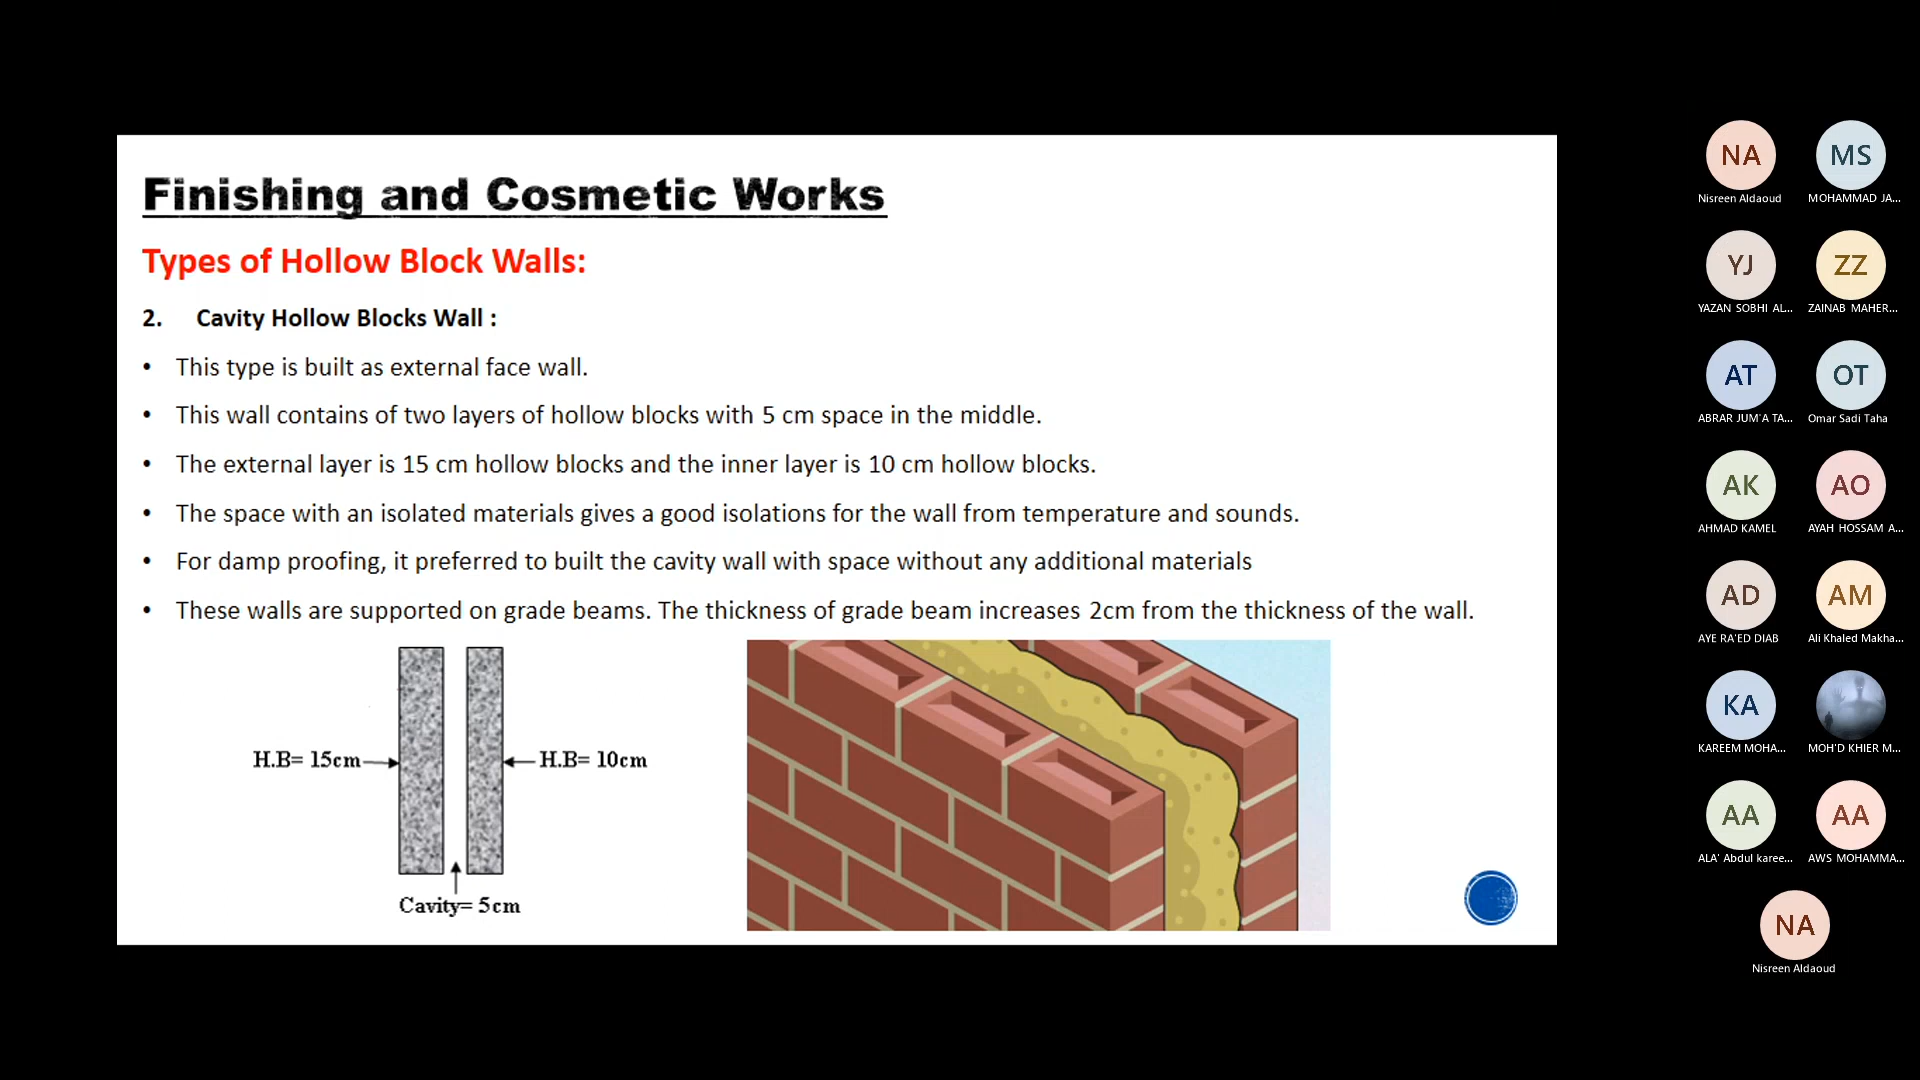 Finishing and Cosmetic Works
Types of Hollow Block Walls:
2. Cavity Hollow Blocks Wall :
• This type is built as external face wall.
• This wall contains of two layers of hollow blocks with 5 cm space in the middle.
• The external layer is 15 cm hollow blocks and the inner layer is 10 cm hollow blocks.
• The space with an isolated materials gives a good isolations for the wall from temperature and sounds.
• For damp proofing, it preferred to built the cavity wall with space without any additional materials
• These walls are supported on grade beams. The thickness of grade beam increases 2cm from the thickness of the wall.
H.B= 15cm
H.B= 10cm
Cavity= 5cm
NA
Nisreen Aldaoud
MS
MOHAMMAD JA...
YJ
YAZAN SOBHI AL...
ZZ
ZAINAB MAHER...
AT
ABRAR JUM'A TA...
OT
Omar Sadi Taha
AK
AHMAD KAMEL
AO
AYAH HOSSAM A...
AD
AYE RA'ED DIAB
AM
Ali Khaled Makha...
KA
KAREEM MOHA...
MOH'D KHIER M...
AA
ALA' Abdul karee...
AA
AWS MOHAMMA...
NA
Nisreen Aldaoud